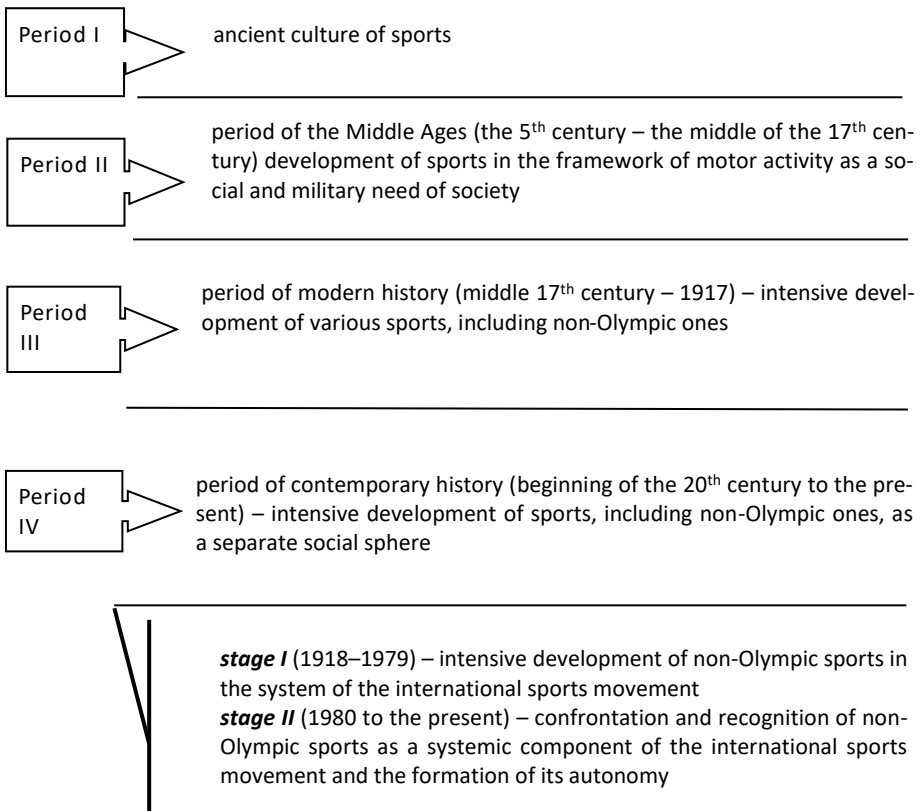 Period I
ancient culture of sports
Period II
period of the Middle Ages (the 5th century – the middle of the 17th cen-
tury) development of sports in the framework of motor activity as a so-
cial and military need of society
Period
III
period of modern history (middle 17th century – 1917) – intensive devel-
opment of various sports, including non-Olympic ones
Period
IV
period of contemporary history (beginning of the 20th century to the pre-
sent) – intensive development of sports, including non-Olympic ones, as
a separate social sphere
stage I (1918–1979) – intensive development of non-Olympic sports in
the system of the international sports movement
stage II (1980 to the present) – confrontation and recognition of non-
Olympic sports as a systemic component of the international sports
movement and the formation of its autonomy